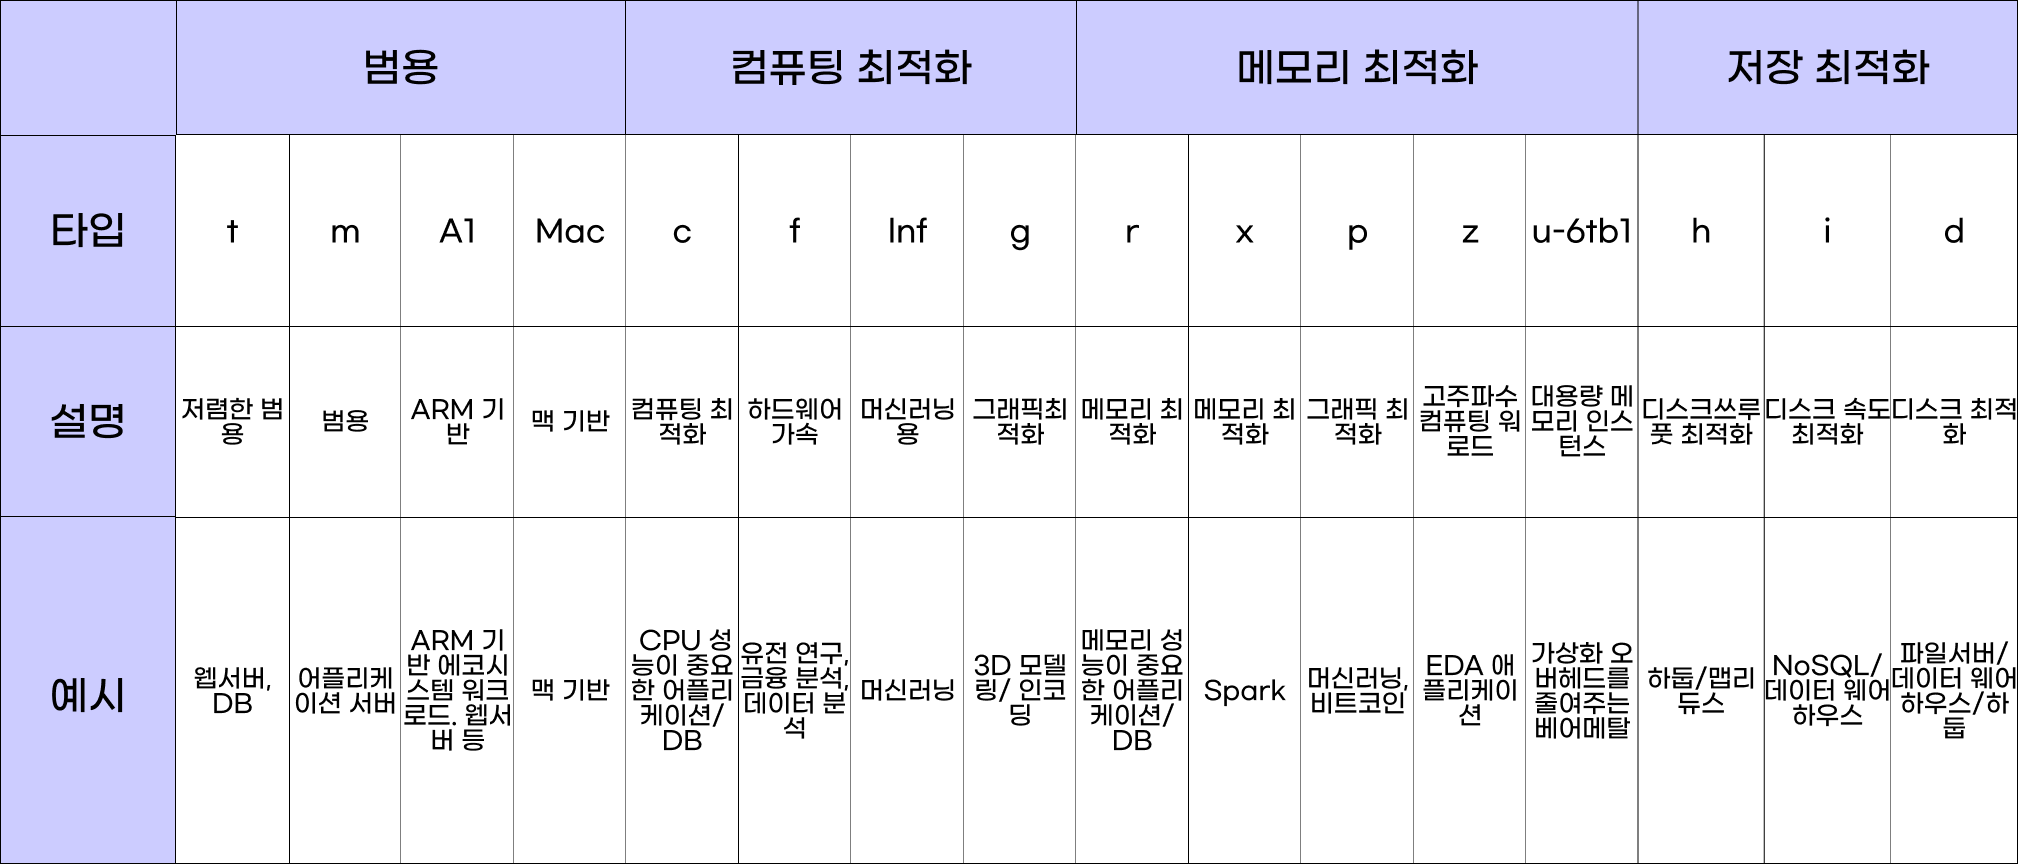 범용
컴퓨팅 최적화
메모리 최적화
저장 최적화
타입
t
m
A1
Mac
c
f
Inf
g
r
x
p
z
u-6tb1
h
i
d
설명
저렴한 범
용
범용
ARM 기
반
맥 기반
컴퓨팅 최
적화
하드웨어
가속
머신러닝
용
그래픽최
적화
메모리 최
적화
메모리 최
적화
그래픽 최
적화
고주파수
컴퓨팅 워
로드
대용량 메
모리 인스
턴스
디스크쓰루
풋 최적화
디스크 속도
최적화
디스크 최적
화
예시
웹서버,
DB
어플리케
이션 서버
ARM 기
반 에코시
스템 워크
로드. 웹서
버 등
맥 기반
CPU 성
능이 중요
한 어플리
케이션/
DB
유전 연구,
금융 분석,
데이터 분
석
머신러닝
3D 모델
링/ 인코
딩
메모리 성
능이 중요
한 어플리
케이션/
DB
Spark
머신러닝,
비트코인
EDA 애
플리케이
션
가상화 오
버헤드를
줄여주는
베어메탈
하둡/맵리
듀스
NoSQL/
데이터 웨어
하우스
파일서버/
데이터 웨어
하우스/하
둡